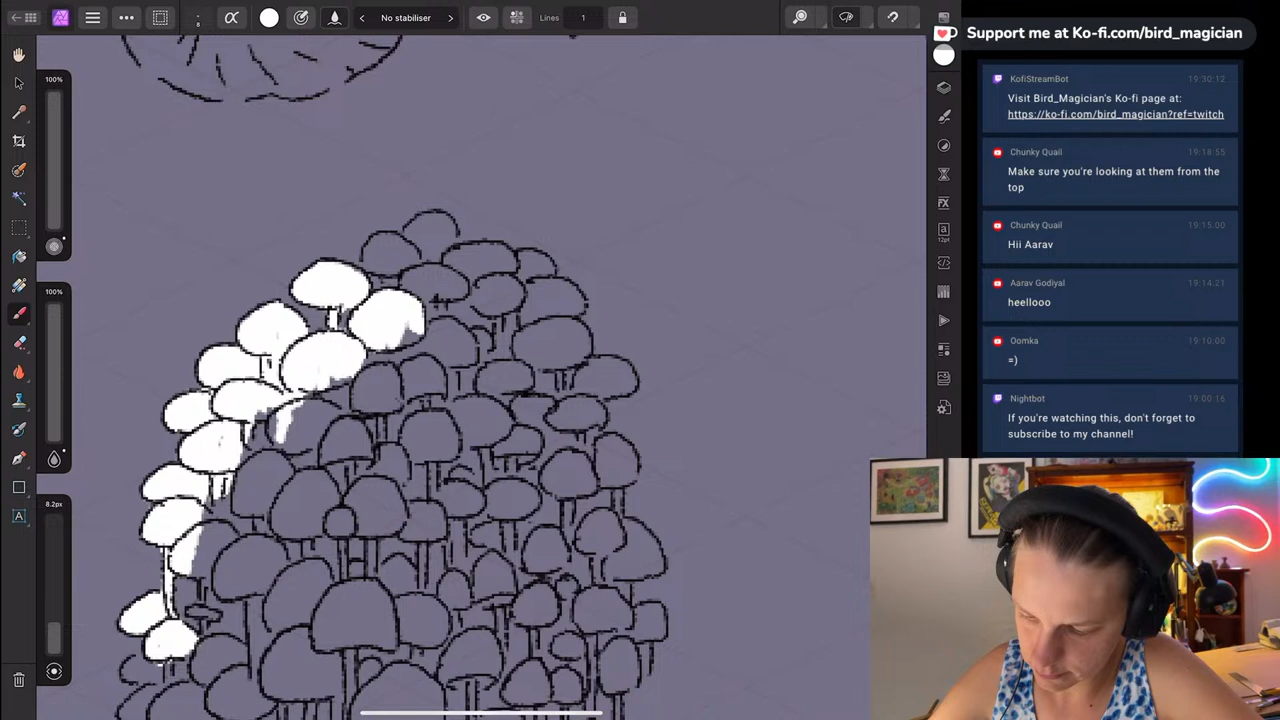 8
α
No stabiliser
Lines
1
100%
100%
8.2px
A
FX
a
12pt
Support me at Ko-fi.com/bird_magician
KofiStreamBot
19:30:12
Visit Bird_Magician's Ko-fi page at:
https://ko-fi.com/bird_magician?ref=twitch
Chunky Quail
19:18:55
Make sure you're looking at them from the
top
Chunky Quail
19:15:00
Hii Aarav
Aarav Godiyal
19:14:21
heellooo
Oomka
19:10:00
=)
Nightbot
19:00:16
If you're watching this, don't forget to
subscribe to my channel!